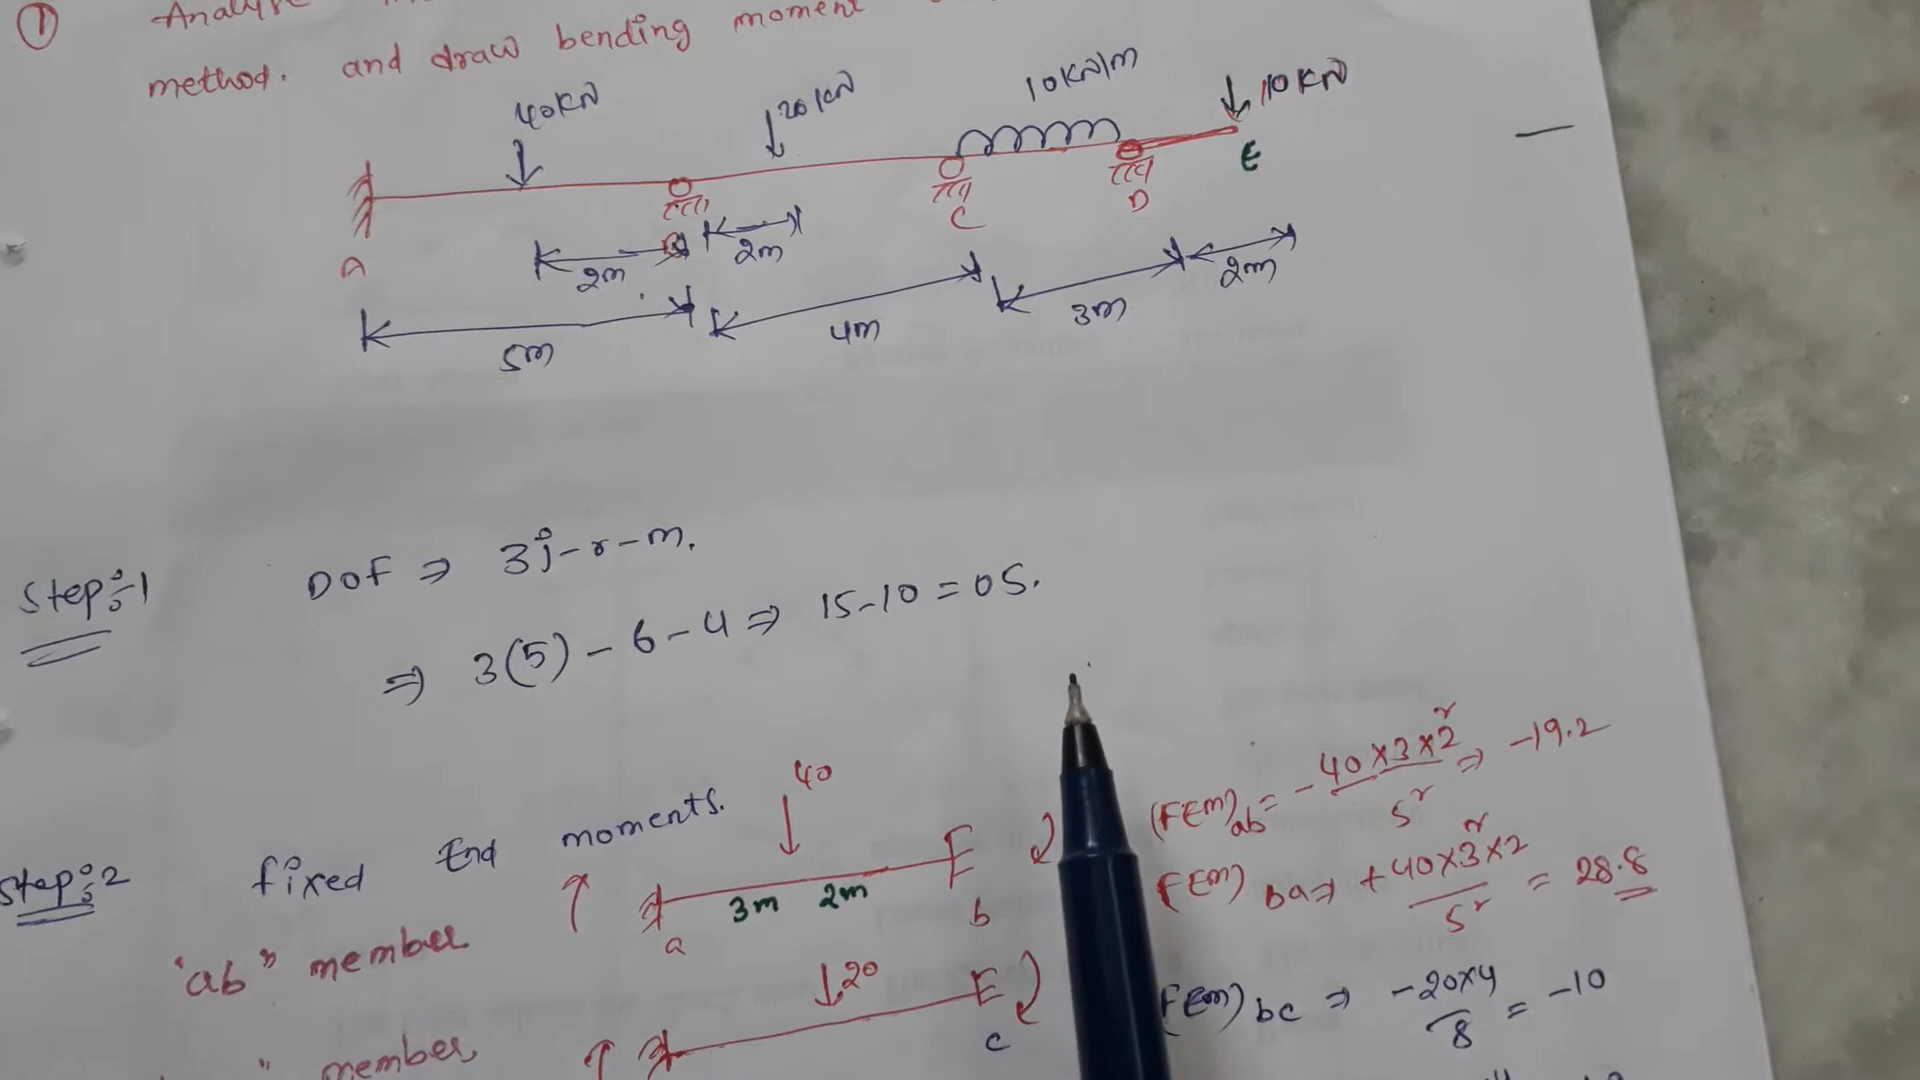 ① Analyse
method. and draw bending moment
40KN
20KN
10KN/m
10KN
A
B
C
D
E
2m
2m
2m
5m
4m
3m
Step:-1 DOF ⇒ 3j-r-m.
⇒ 3(5) - 6 - 4 ⇒ 15-10 = 05.
Step:2 fixed End moments.
"ab" member
40
3m 2m
a
b
(FEM)ab = - 40×3×2² / 5² ⇒ -19.2
FEM) ba ⇒ + 40×3²×2 / 5² = 28.8
" member
20
c
(FEM) bc ⇒ -20×4 / 8 = -10